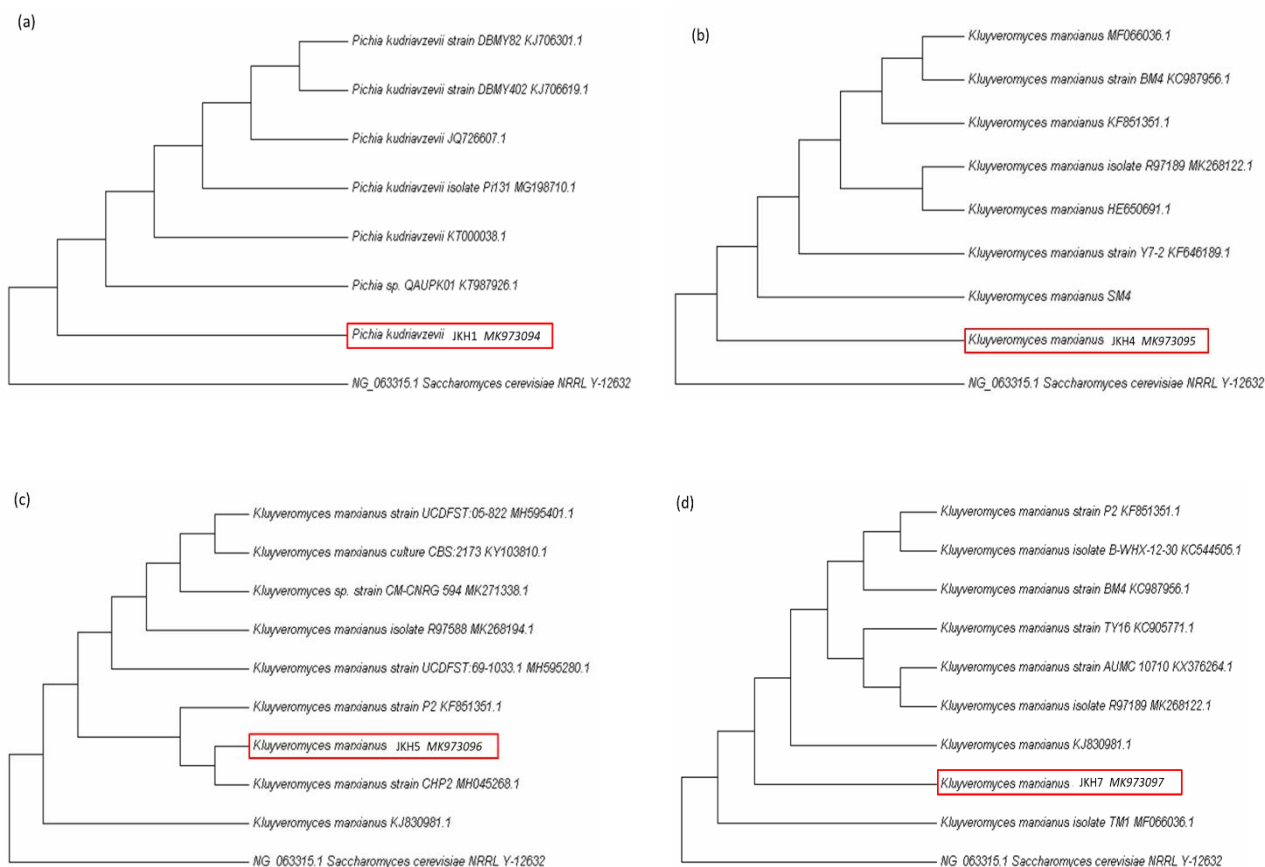 (a)
Pichia kudriavzevii strain DBMY82 KJ706301.1
Pichia kudriavzevii strain DBMY402 KJ706619.1
Pichia kudriavzevii JQ726607.1
Pichia kudriavzevii isolate Pi131 MG198710.1
Pichia kudriavzevii KT000038.1
Pichia sp. QAUPK01 KT987926.1
Pichia kudriavzevii JKH1 MK973094
NG_063315.1 Saccharomyces cerevisiae NRRL Y-12632
(b)
Kluyveromyces marxianus MF066036.1
Kluyveromyces marxianus strain BM4 KC987956.1
Kluyveromyces marxianus KF851351.1
Kluyveromyces marxianus isolate R97189 MK268122.1
Kluyveromyces marxianus HE650691.1
Kluyveromyces marxianus strain Y7-2 KF646189.1
Kluyveromyces marxianus SM4
Kluyveromyces marxianus JKH4 MK973095
NG_063315.1 Saccharomyces cerevisiae NRRL Y-12632
(c)
Kluyveromyces marxianus strain UCDFST:05-822 MH595401.1
Kluyveromyces marxianus culture CBS:2173 KY103810.1
Kluyveromyces sp. strain CM-CNRG 594 MK271338.1
Kluyveromyces marxianus isolate R97588 MK268194.1
Kluyveromyces marxianus strain UCDFST:69-1033.1 MH595280.1
Kluyveromyces marxianus strain P2 KF851351.1
Kluyveromyces marxianus JKH5 MK973096
Kluyveromyces marxianus strain CHP2 MH045268.1
Kluyveromyces marxianus KJ830981.1
NG_063315.1 Saccharomyces cerevisiae NRRL Y-12632
(d)
Kluyveromyces marxianus strain P2 KF851351.1
Kluyveromyces marxianus isolate B-WHX-12-30 KC544505.1
Kluyveromyces marxianus strain BM4 KC987956.1
Kluyveromyces marxianus strain TY16 KC905771.1
Kluyveromyces marxianus strain AUMC 10710 KX376264.1
Kluyveromyces marxianus isolate R97189 MK268122.1
Kluyveromyces marxianus KJ830981.1
Kluyveromyces marxianus JKH7 MK973097
Kluyveromyces marxianus isolate TM1 MF066036.1
NG_063315.1 Saccharomyces cerevisiae NRRL Y-12632